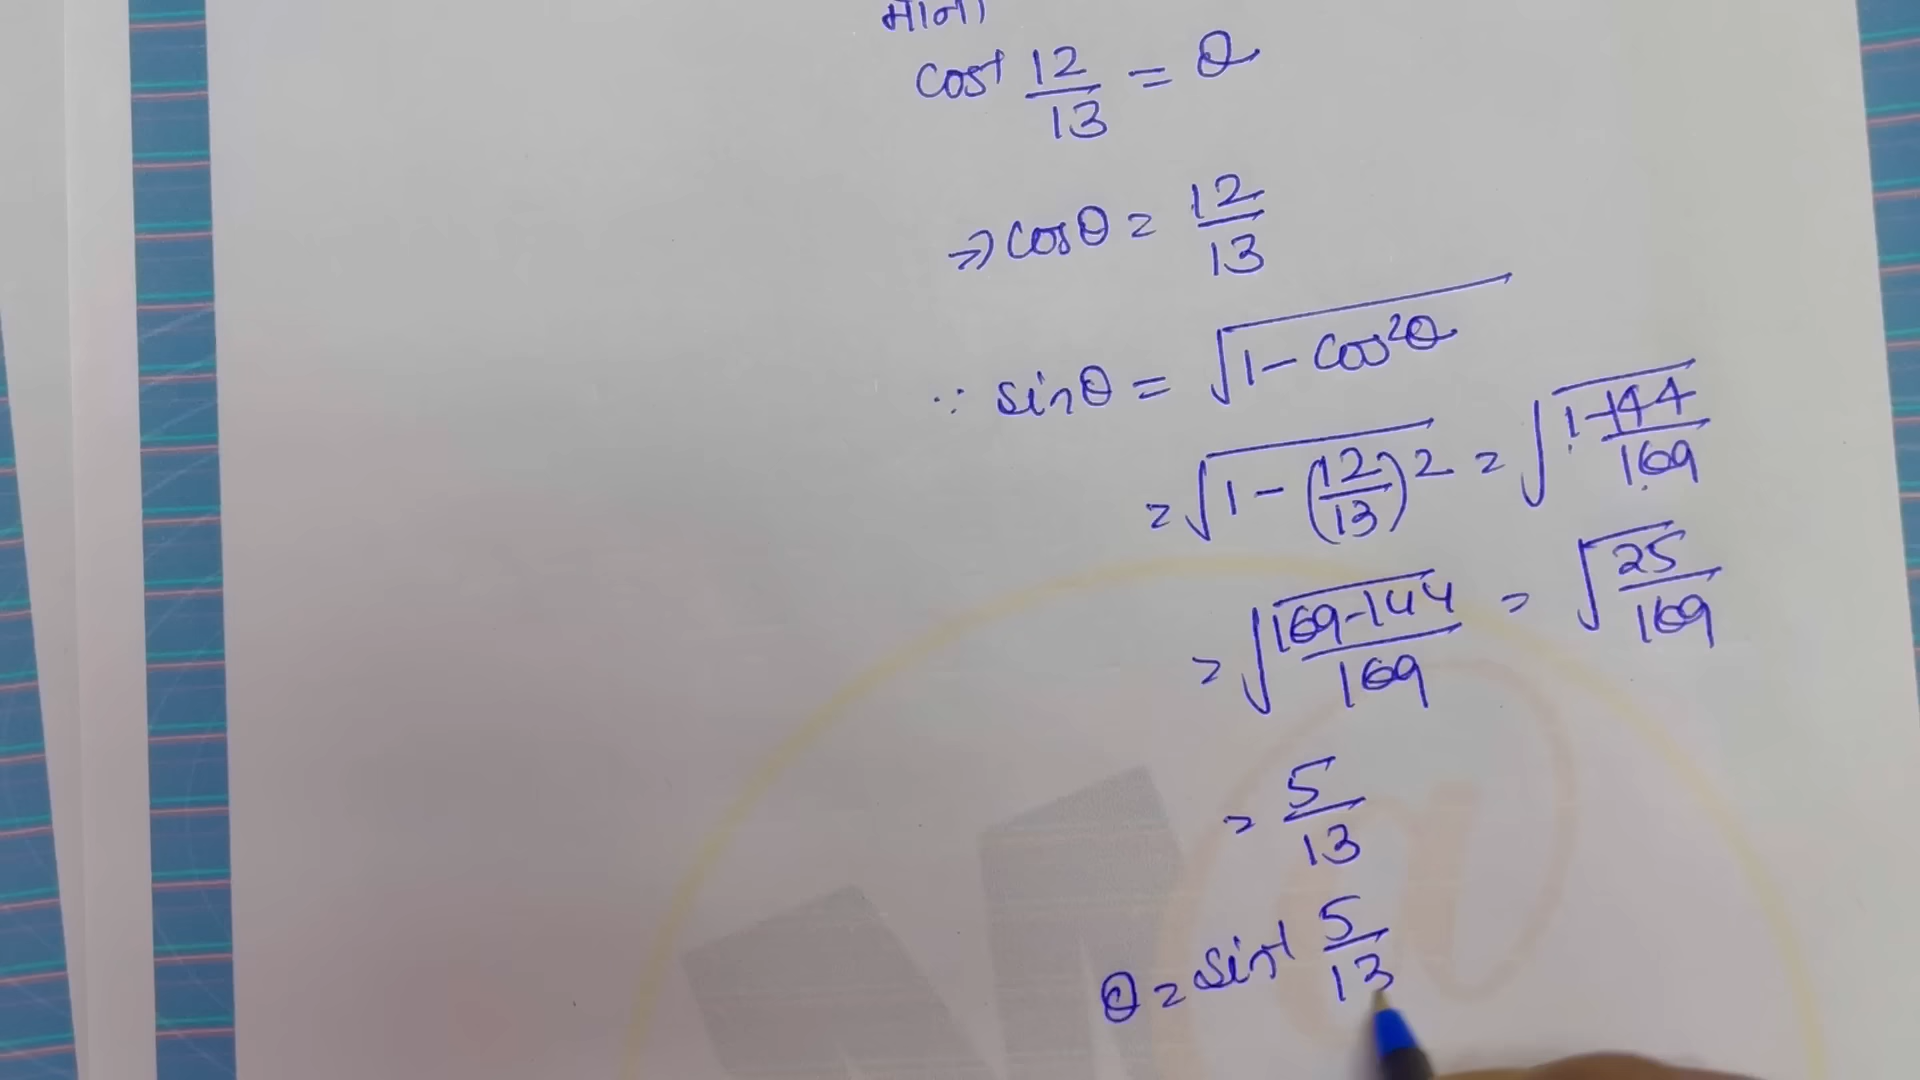 माना
cos⁻¹ 12/13 = θ
⇒ cosθ = 12/13
∵ sinθ = √(1 - cos²θ)
= √(1 - (12/13)²) = √(1 - 144/169)
= √((169-144)/169) = √(25/169)
= 5/13
θ = sin⁻¹ 5/13